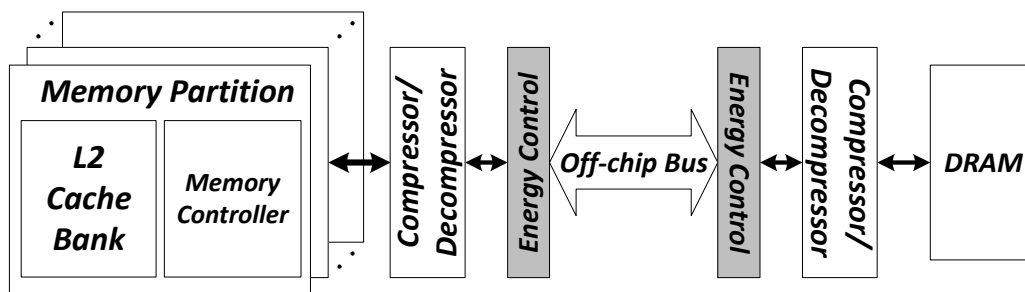 Memory Partition
L2
Cache
Bank
Memory
Controller
Compressor/
Decompressor
Energy Control
Off-chip Bus
Energy Control
Compressor/
Decompressor
DRAM